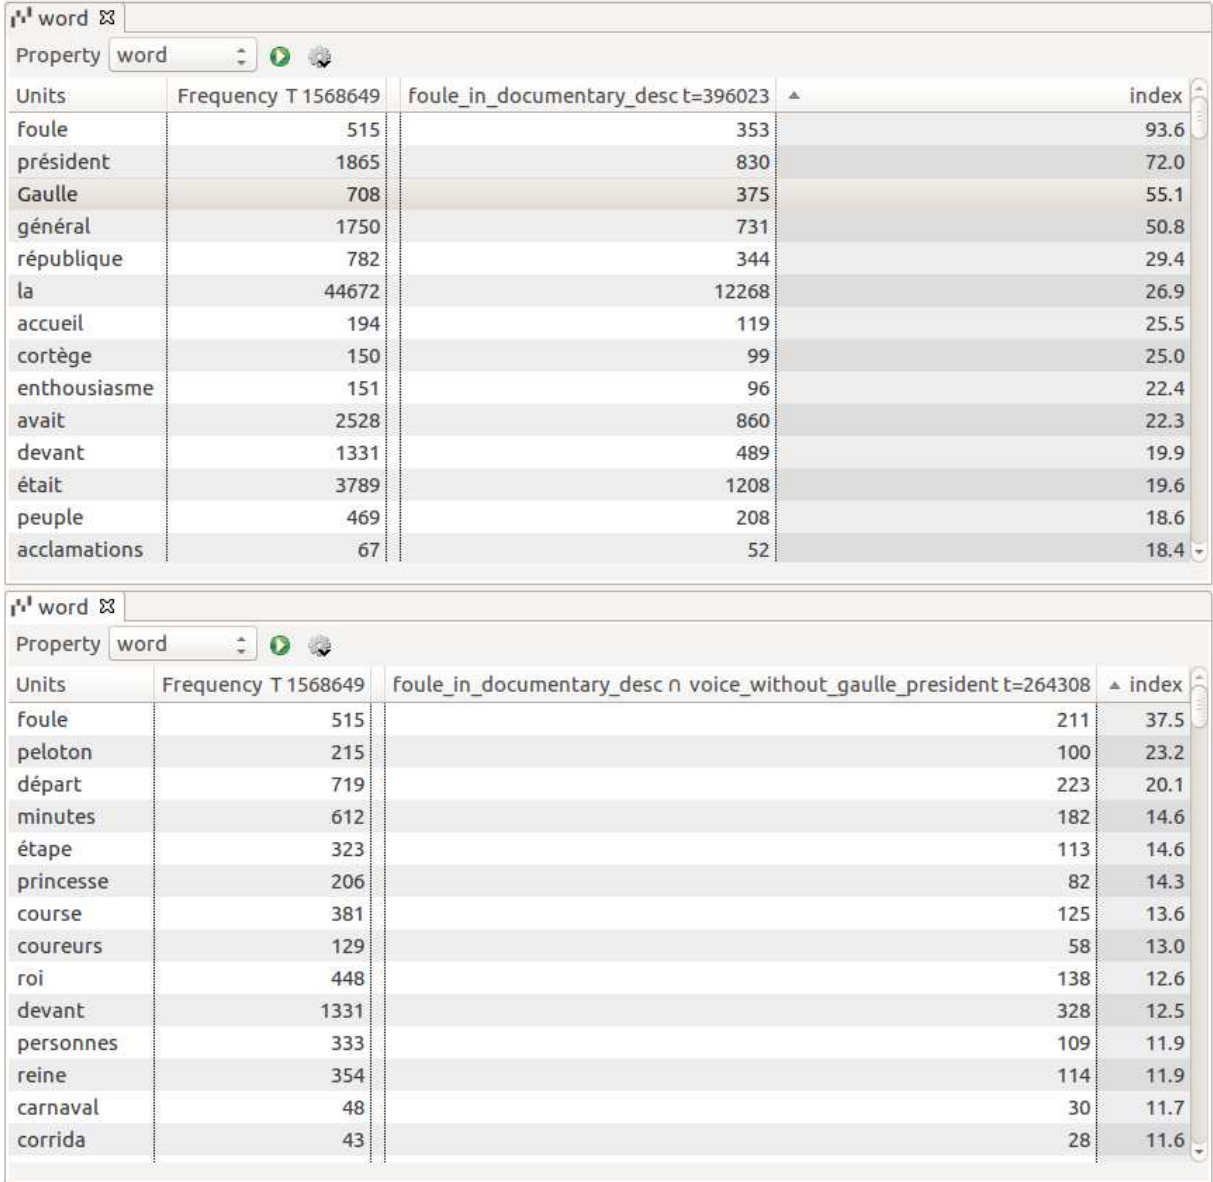 word
Property word
Units Frequency T 1568649 foule_in_documentary_desc t=396023 index
foule 515 353 93.6
président 1865 830 72.0
Gaulle 708 375 55.1
général 1750 731 50.8
république 782 344 29.4
la 44672 12268 26.9
accueil 194 119 25.5
cortège 150 99 25.0
enthousiasme 151 96 22.4
avait 2528 860 22.3
devant 1331 489 19.9
était 3789 1208 19.6
peuple 469 208 18.6
acclamations 67 52 18.4
word
Property word
Units Frequency T 1568649 foule_in_documentary_desc ∩ voice_without_gaulle_president t=264308 index
foule 515 211 37.5
peloton 215 100 23.2
départ 719 223 20.1
minutes 612 182 14.6
étape 323 113 14.6
princesse 206 82 14.3
course 381 125 13.6
coureurs 129 58 13.0
roi 448 138 12.6
devant 1331 328 12.5
personnes 333 109 11.9
reine 354 114 11.9
carnaval 48 30 11.7
corrida 43 28 11.6